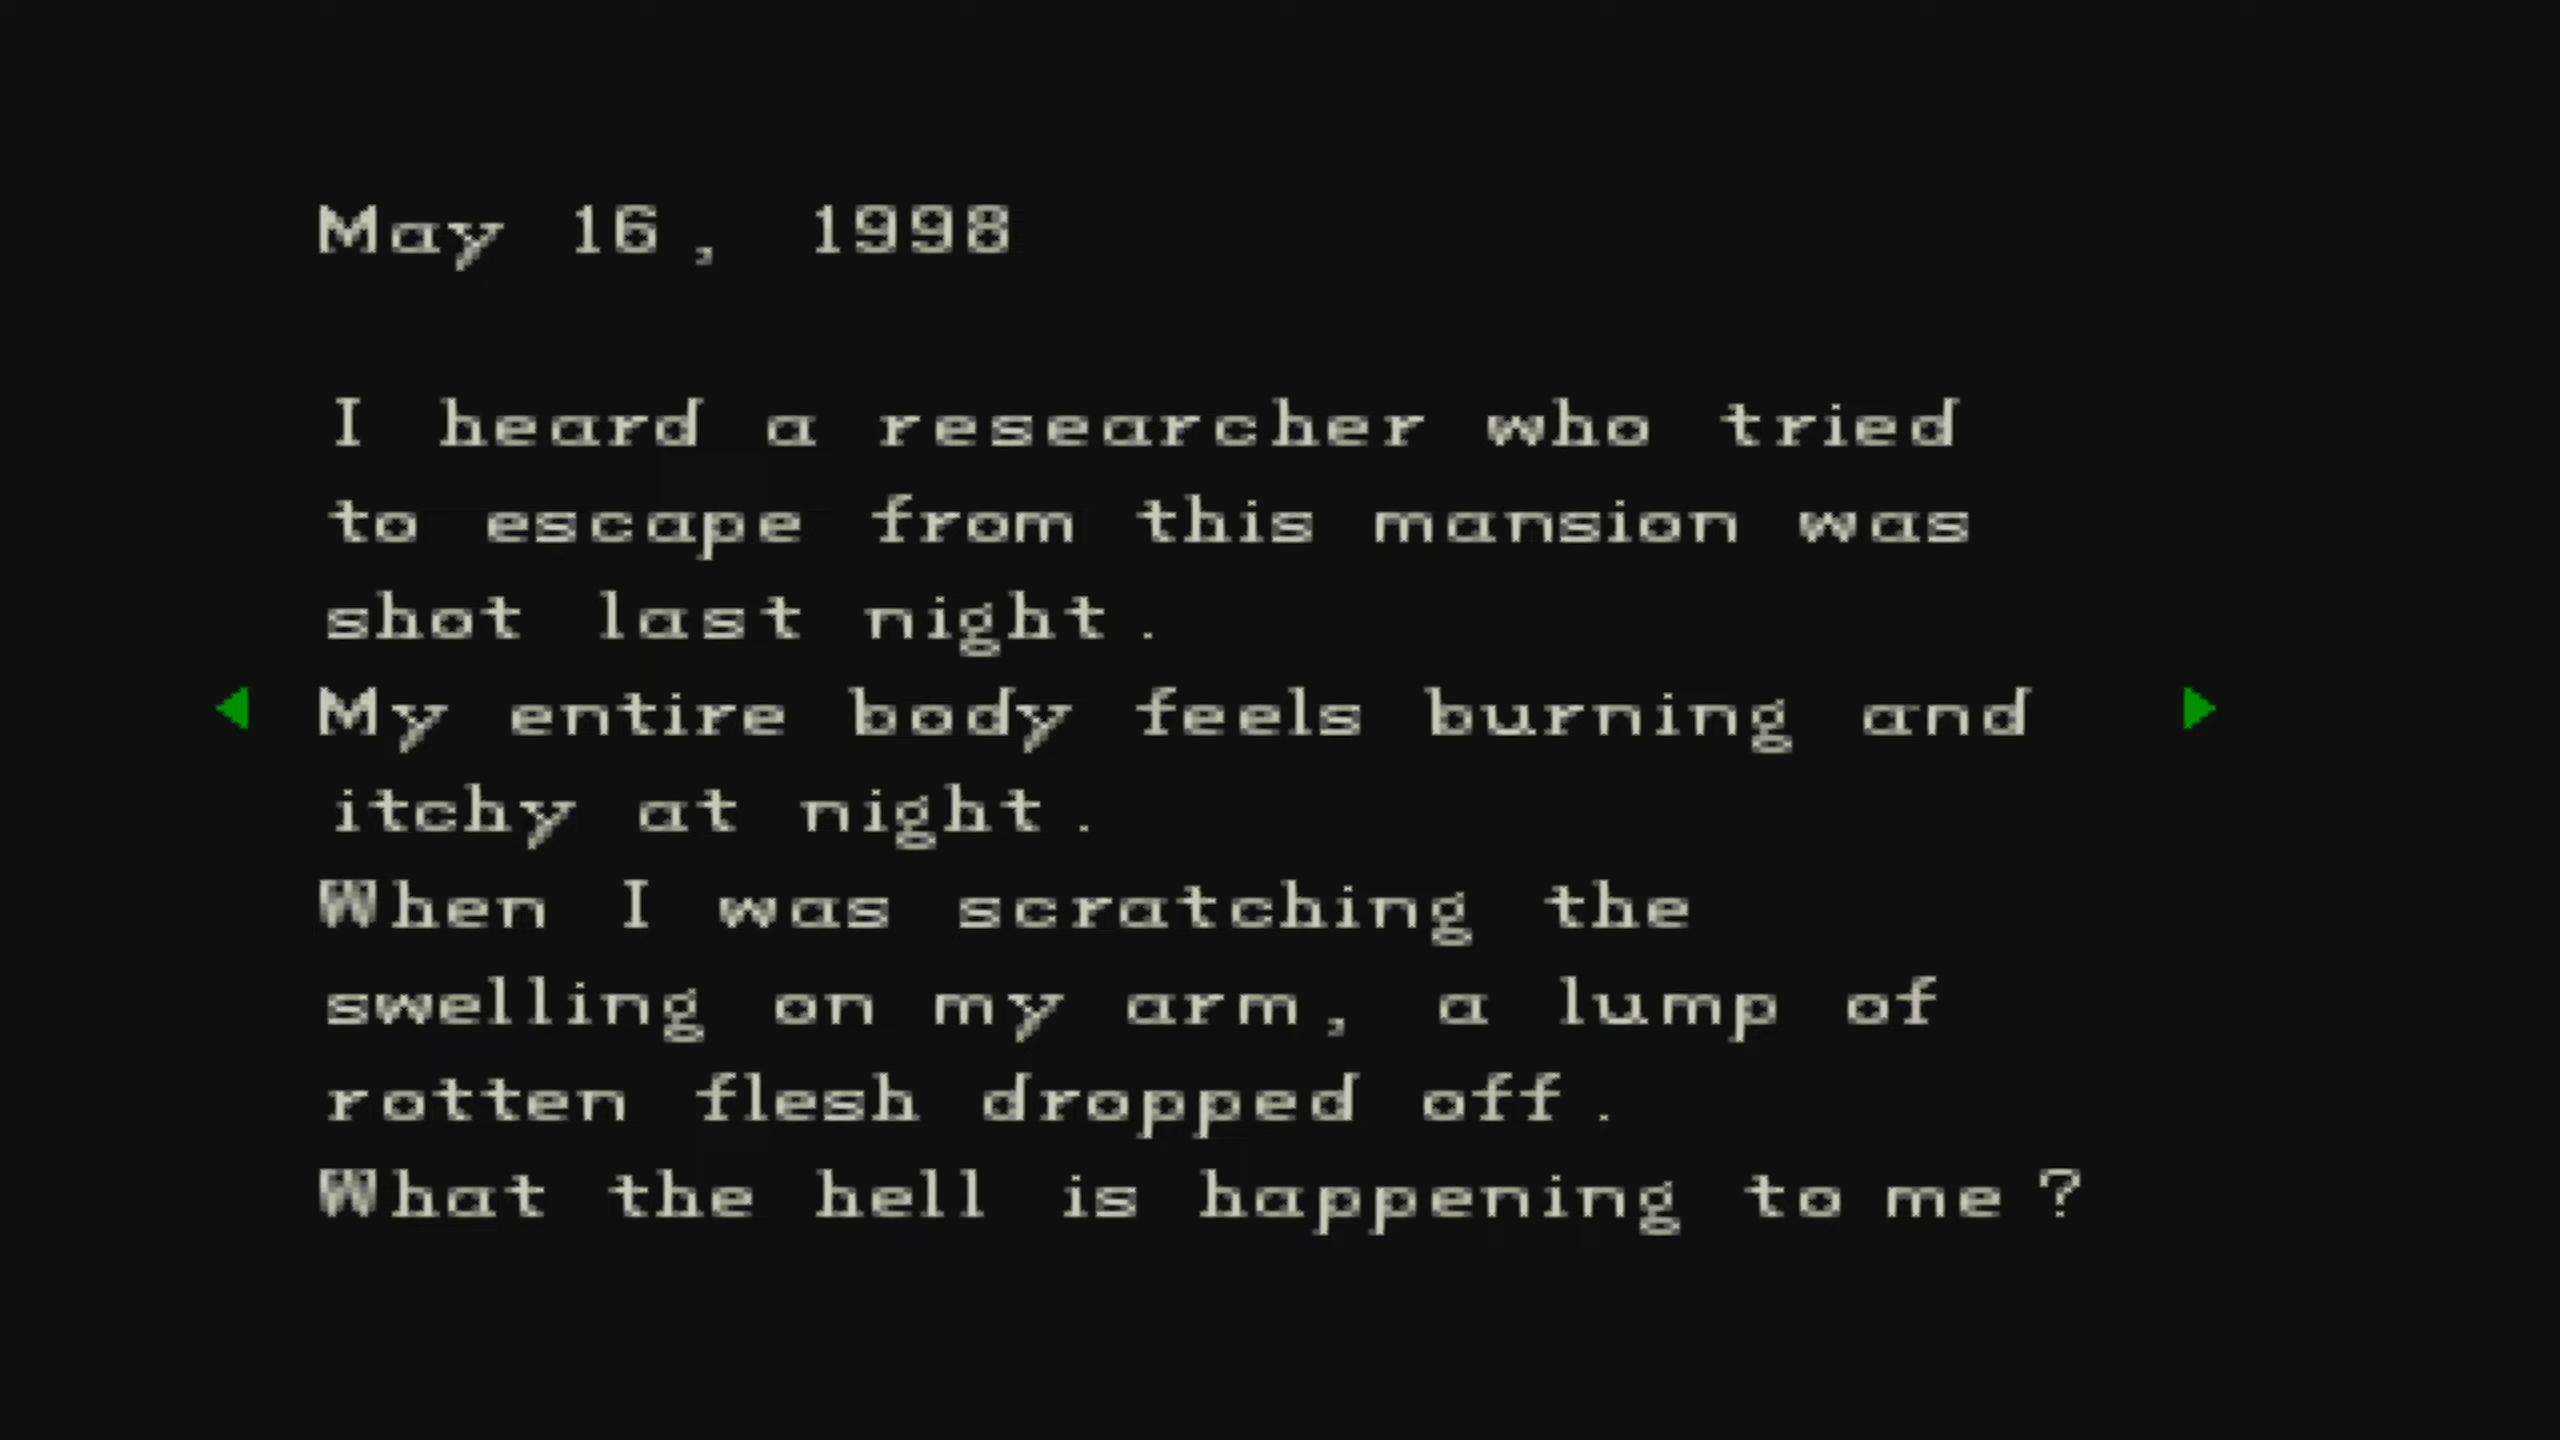 May 16, 1998
I heard a researcher who tried
to escape from this mansion was
shot last night.
My entire body feels burning and
itchy at night.
When I was scratching the
swelling on my arm, a lump of
rotten flesh dropped off.
What the hell is happening to me?